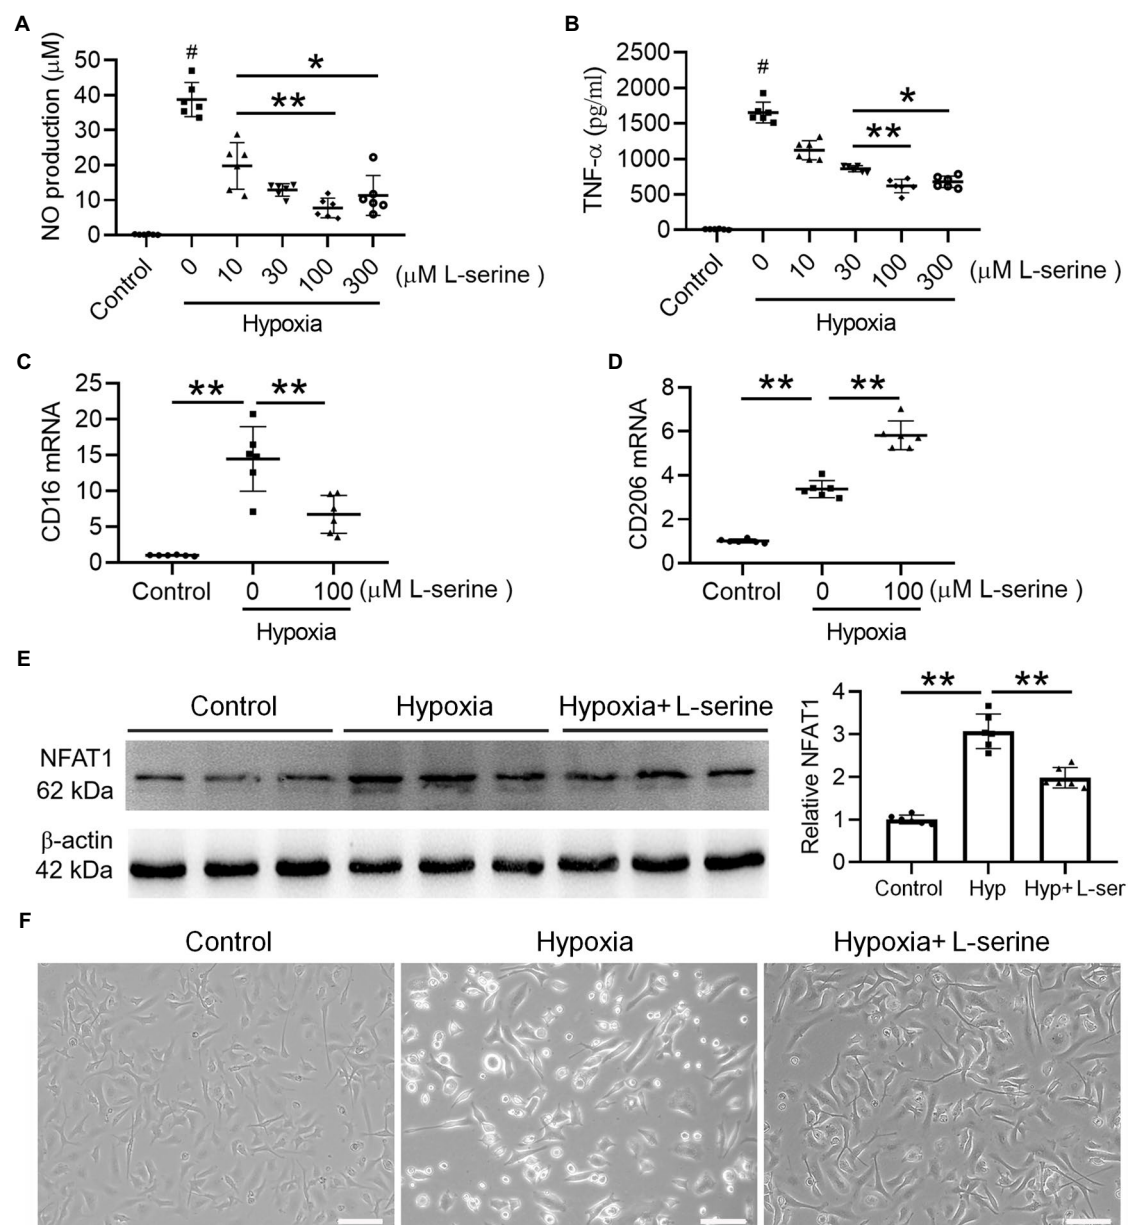 A
NO production (μM)
50
40
30
20
10
0
#
*
**
Control
0
10
30
100
300
(μM L-serine )
Hypoxia
B
TNF-α (pg/ml)
2500
2000
1500
1000
500
0
#
*
**
Control
0
10
30
100
300
(μM L-serine )
Hypoxia
C
CD16 mRNA
25
20
15
10
5
0
** **
Control 0 100 (μM L-serine )
Hypoxia
D
CD206 mRNA
8
6
4
2
0
** **
Control 0 100 (μM L-serine )
Hypoxia
E
Control Hypoxia Hypoxia+ L-serine
NFAT1
62 kDa
β-actin
42 kDa
Relative NFAT1
4
3
2
1
0
** **
Control Hyp Hyp+ L-ser
F
Control Hypoxia Hypoxia+ L-serine